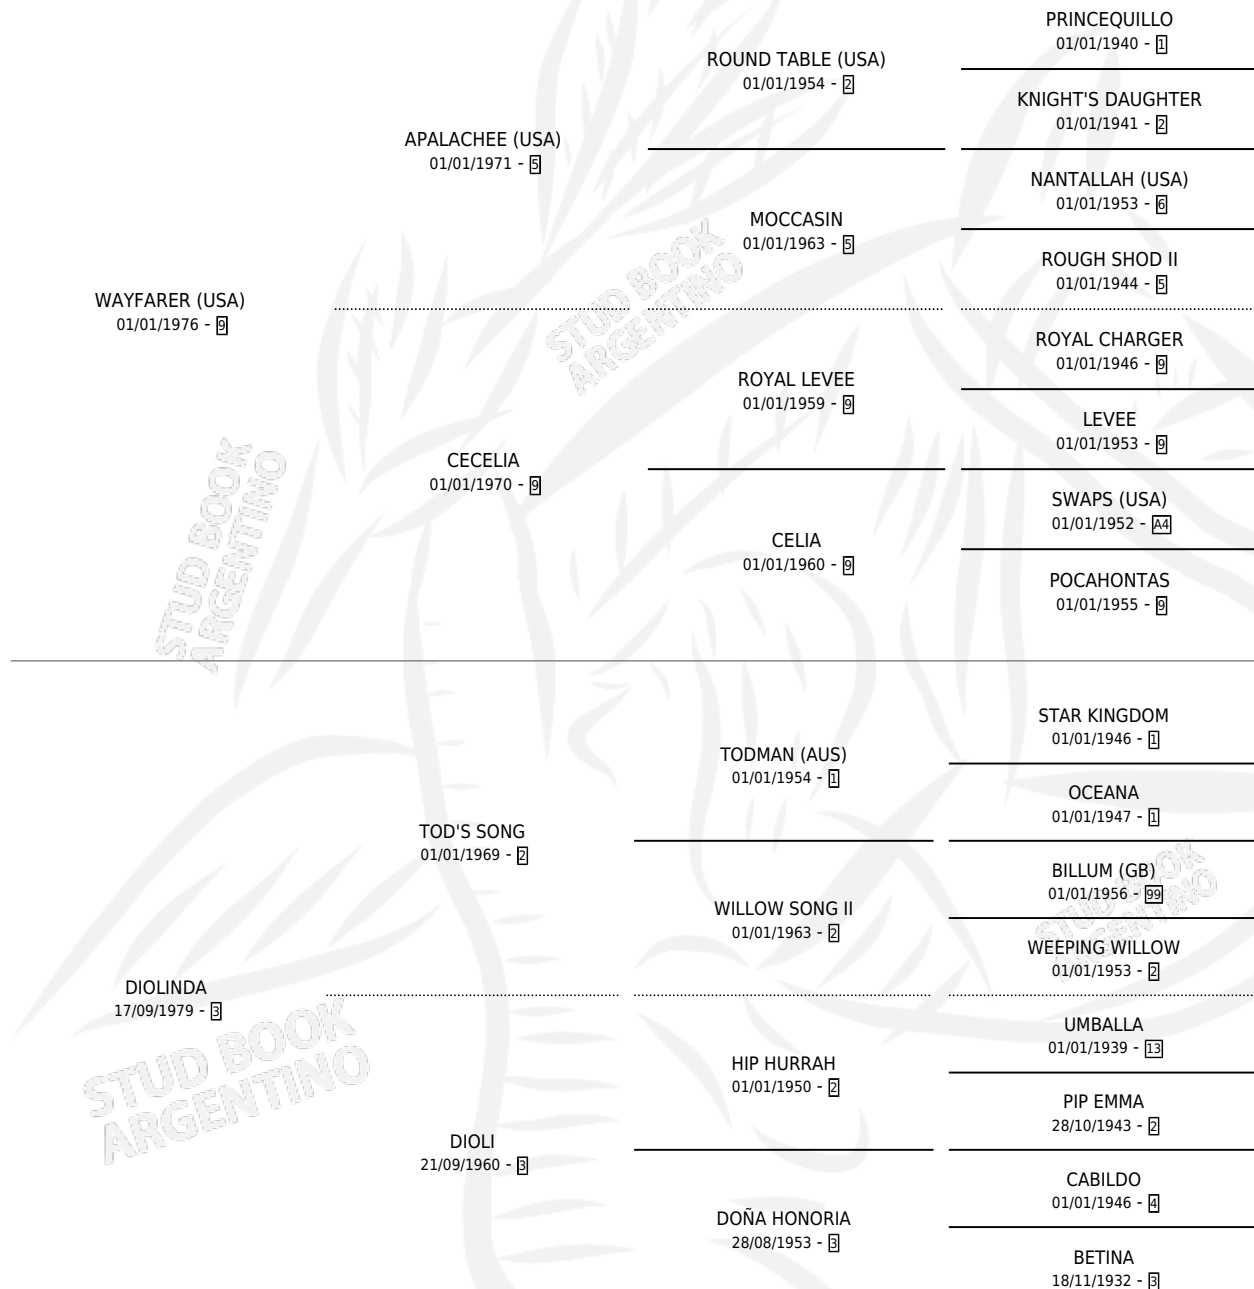 PRINCEQUILLO
01/01/1940 - 1
ROUND TABLE (USA)
01/01/1954 - 2
KNIGHT'S DAUGHTER
01/01/1941 - 2
APALACHEE (USA)
01/01/1971 - 5
NANTALLAH (USA)
01/01/1953 - 6
MOCCASIN
01/01/1963 - 5
ROUGH SHOD II
01/01/1944 - 5
WAYFARER (USA)
01/01/1976 - 9
ROYAL CHARGER
01/01/1946 - 9
ROYAL LEVEE
01/01/1959 - 9
LEVEE
01/01/1953 - 9
CECELIA
01/01/1970 - 9
SWAPS (USA)
01/01/1952 - A4
CELIA
01/01/1960 - 9
POCAHONTAS
01/01/1955 - 9
STUD BOOK
ARGENTINO
STUD BOOK
ARGENTINO
STAR KINGDOM
01/01/1946 - 1
TODMAN (AUS)
01/01/1954 - 1
OCEANA
01/01/1947 - 1
TOD'S SONG
01/01/1969 - 2
BILLUM (GB)
01/01/1956 - 99
WILLOW SONG II
01/01/1963 - 2
WEEPING WILLOW
01/01/1953 - 2
STUD BOOK
ARGENTINO
DIOLINDA
17/09/1979 - 3
UMBALLA
01/01/1939 - 13
HIP HURRAH
01/01/1950 - 2
PIP EMMA
28/10/1943 - 2
DIOLI
21/09/1960 - 3
CABILDO
01/01/1946 - 4
DOÑA HONORIA
28/08/1953 - 3
BETINA
18/11/1932 - 3
STUD BOOK
ARGENTINO